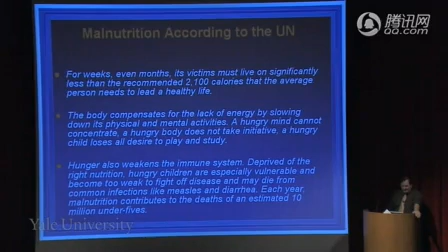 腾讯网
QQ.com
Malnutrition According to the UN
• For weeks, even months, its victims must live on significantly
less than the recommended 2,100 calories that the average
person needs to lead a healthy life.
• The body compensates for the lack of energy by slowing
down its physical and mental activities. A hungry mind cannot
concentrate, a hungry body does not take initiative, a hungry
child loses all desire to play and study.
• Hunger also weakens the immune system. Deprived of the
right nutrition, hungry children are especially vulnerable and
become too weak to fight off disease and may die from
common infections like measles and diarrhea. Each year,
malnutrition contributes to the deaths of an estimated 10
million under-fives.
Yale University